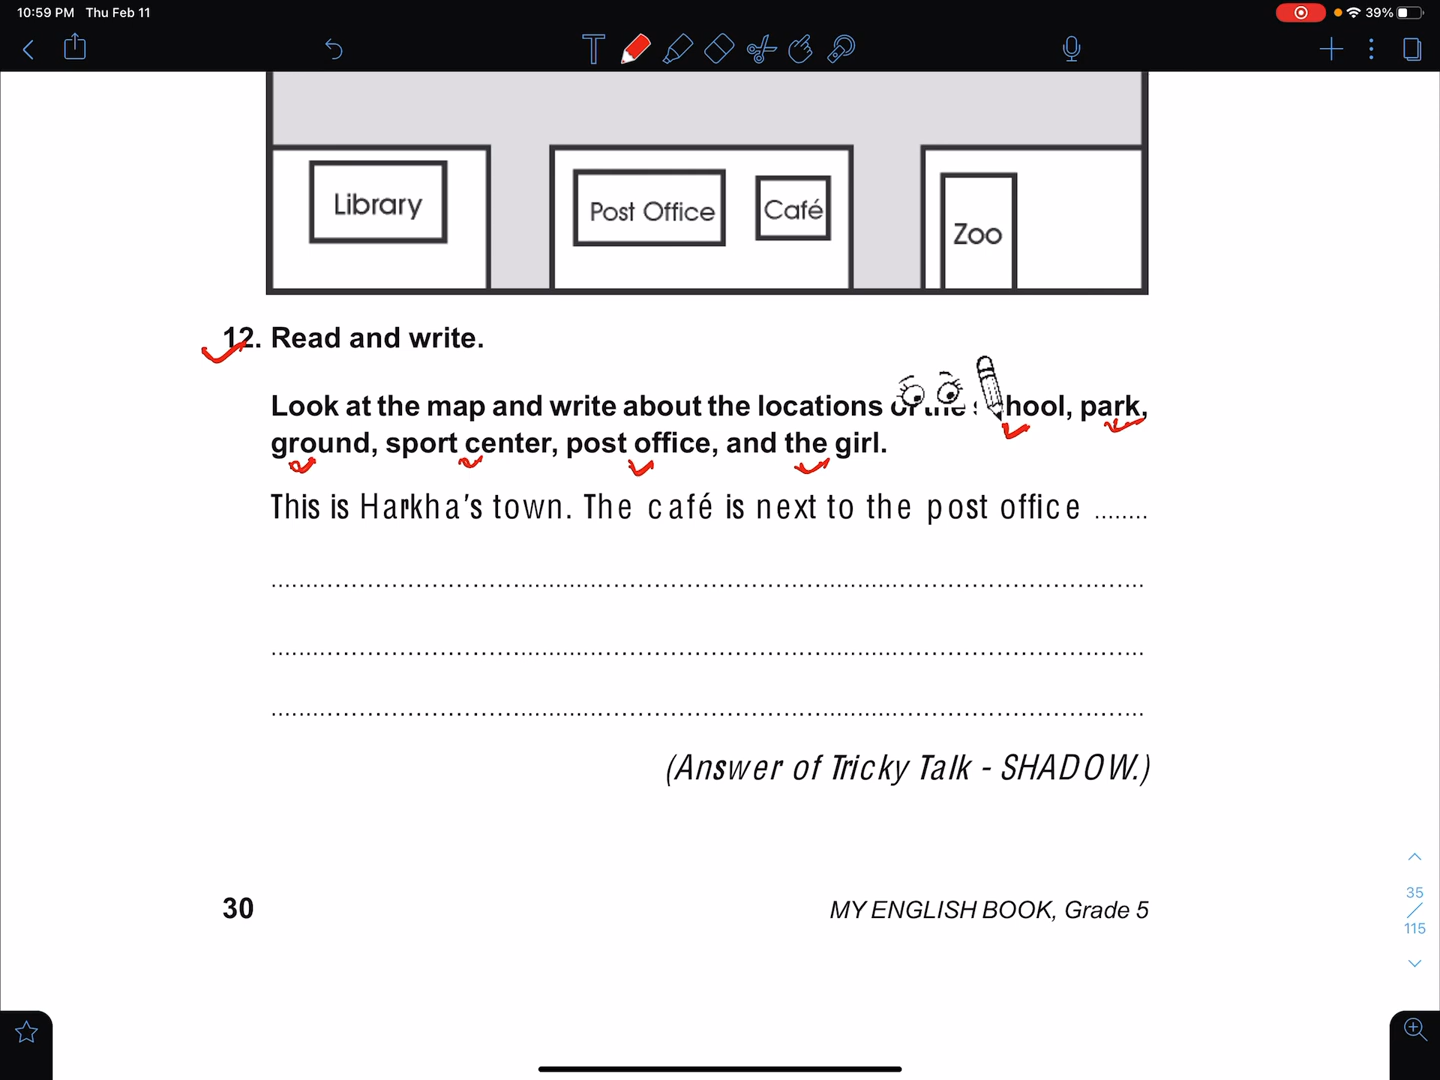 10:59 PM Thu Feb 11
39%
Library
Post Office
Café
Zoo
12. Read and write.
Look at the map and write about the locations of the school, park,
ground, sport center, post office, and the girl.
This is Harkha's town. The café is next to the post office ........
(Answer of Tricky Talk - SHADOW.)
30
MY ENGLISH BOOK, Grade 5
35
115